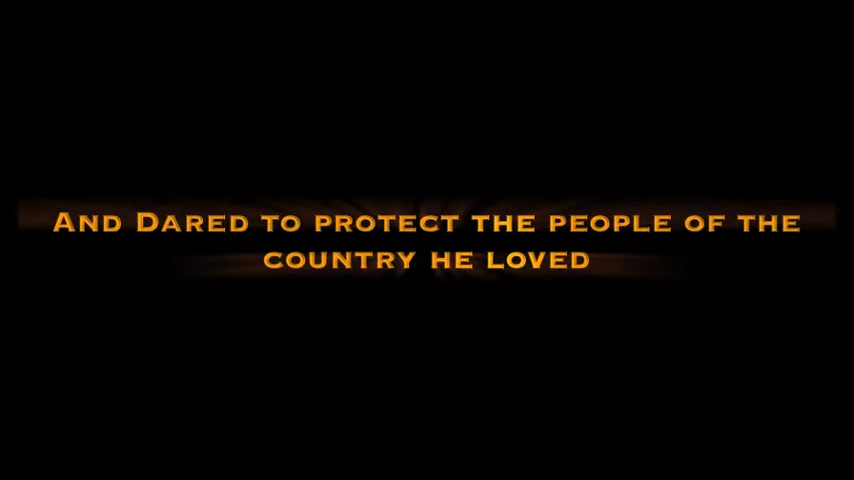 And Dared to protect the people of the
country he loved